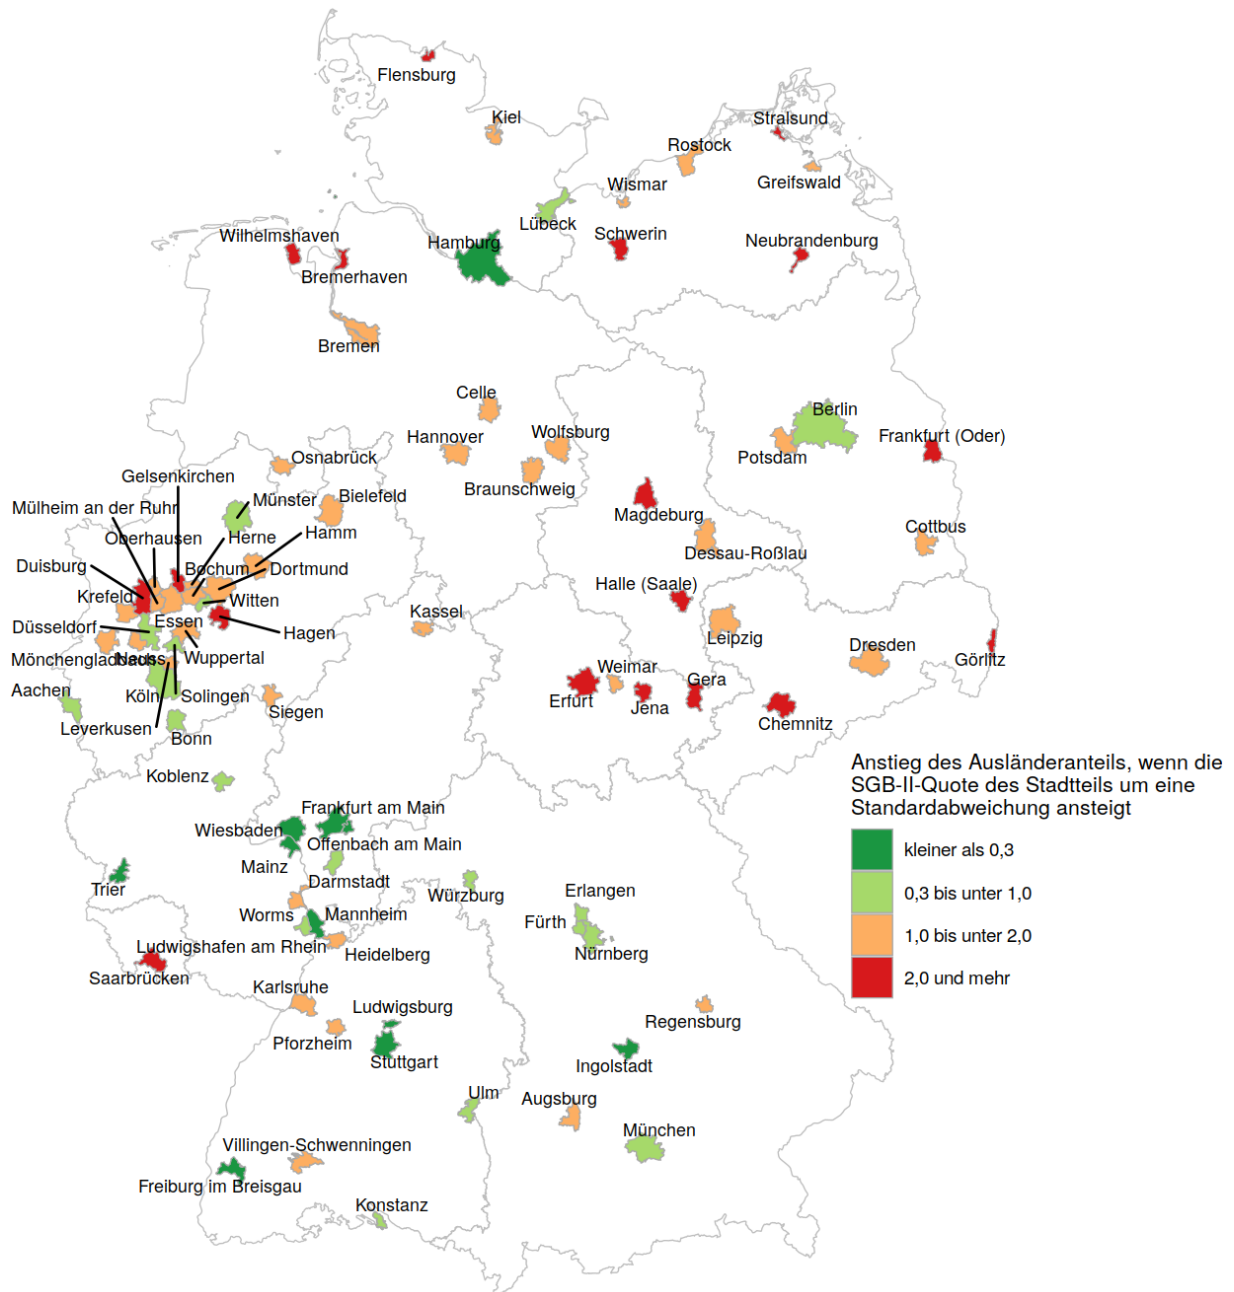 Flensburg
Kiel
Stralsund
Rostock
Wismar
Greifswald
Lübeck
Wilhelmshaven
Hamburg
Schwerin
Neubrandenburg
Bremerhaven
Bremen
Celle
Berlin
Hannover
Wolfsburg
Frankfurt (Oder)
Potsdam
Osnabrück
Gelsenkirchen
Braunschweig
Münster
Bielefeld
Mülheim an der Ruhr
Magdeburg
Cottbus
Oberhausen
Herne
Hamm
Dessau-Roßlau
Duisburg
Bochum
Dortmund
Halle (Saale)
Krefeld
Witten
Kassel
Düsseldorf
Essen
Hagen
Leipzig
Dresden
Görlitz
Mönchengladbach
Neuss
Wuppertal
Weimar
Gera
Aachen
Köln
Solingen
Erfurt
Jena
Siegen
Chemnitz
Leverkusen
Bonn
Koblenz
Anstieg des Ausländeranteils, wenn die
SGB-II-Quote des Stadtteils um eine
Standardabweichung ansteigt
kleiner als 0,3
0,3 bis unter 1,0
1,0 bis unter 2,0
2,0 und mehr
Frankfurt am Main
Wiesbaden
Offenbach am Main
Mainz
Darmstadt
Trier
Würzburg
Erlangen
Worms
Mannheim
Fürth
Ludwigshafen am Rhein
Heidelberg
Nürnberg
Saarbrücken
Karlsruhe
Ludwigsburg
Regensburg
Pforzheim
Stuttgart
Ingolstadt
Ulm
Augsburg
München
Villingen-Schwenningen
Freiburg im Breisgau
Konstanz